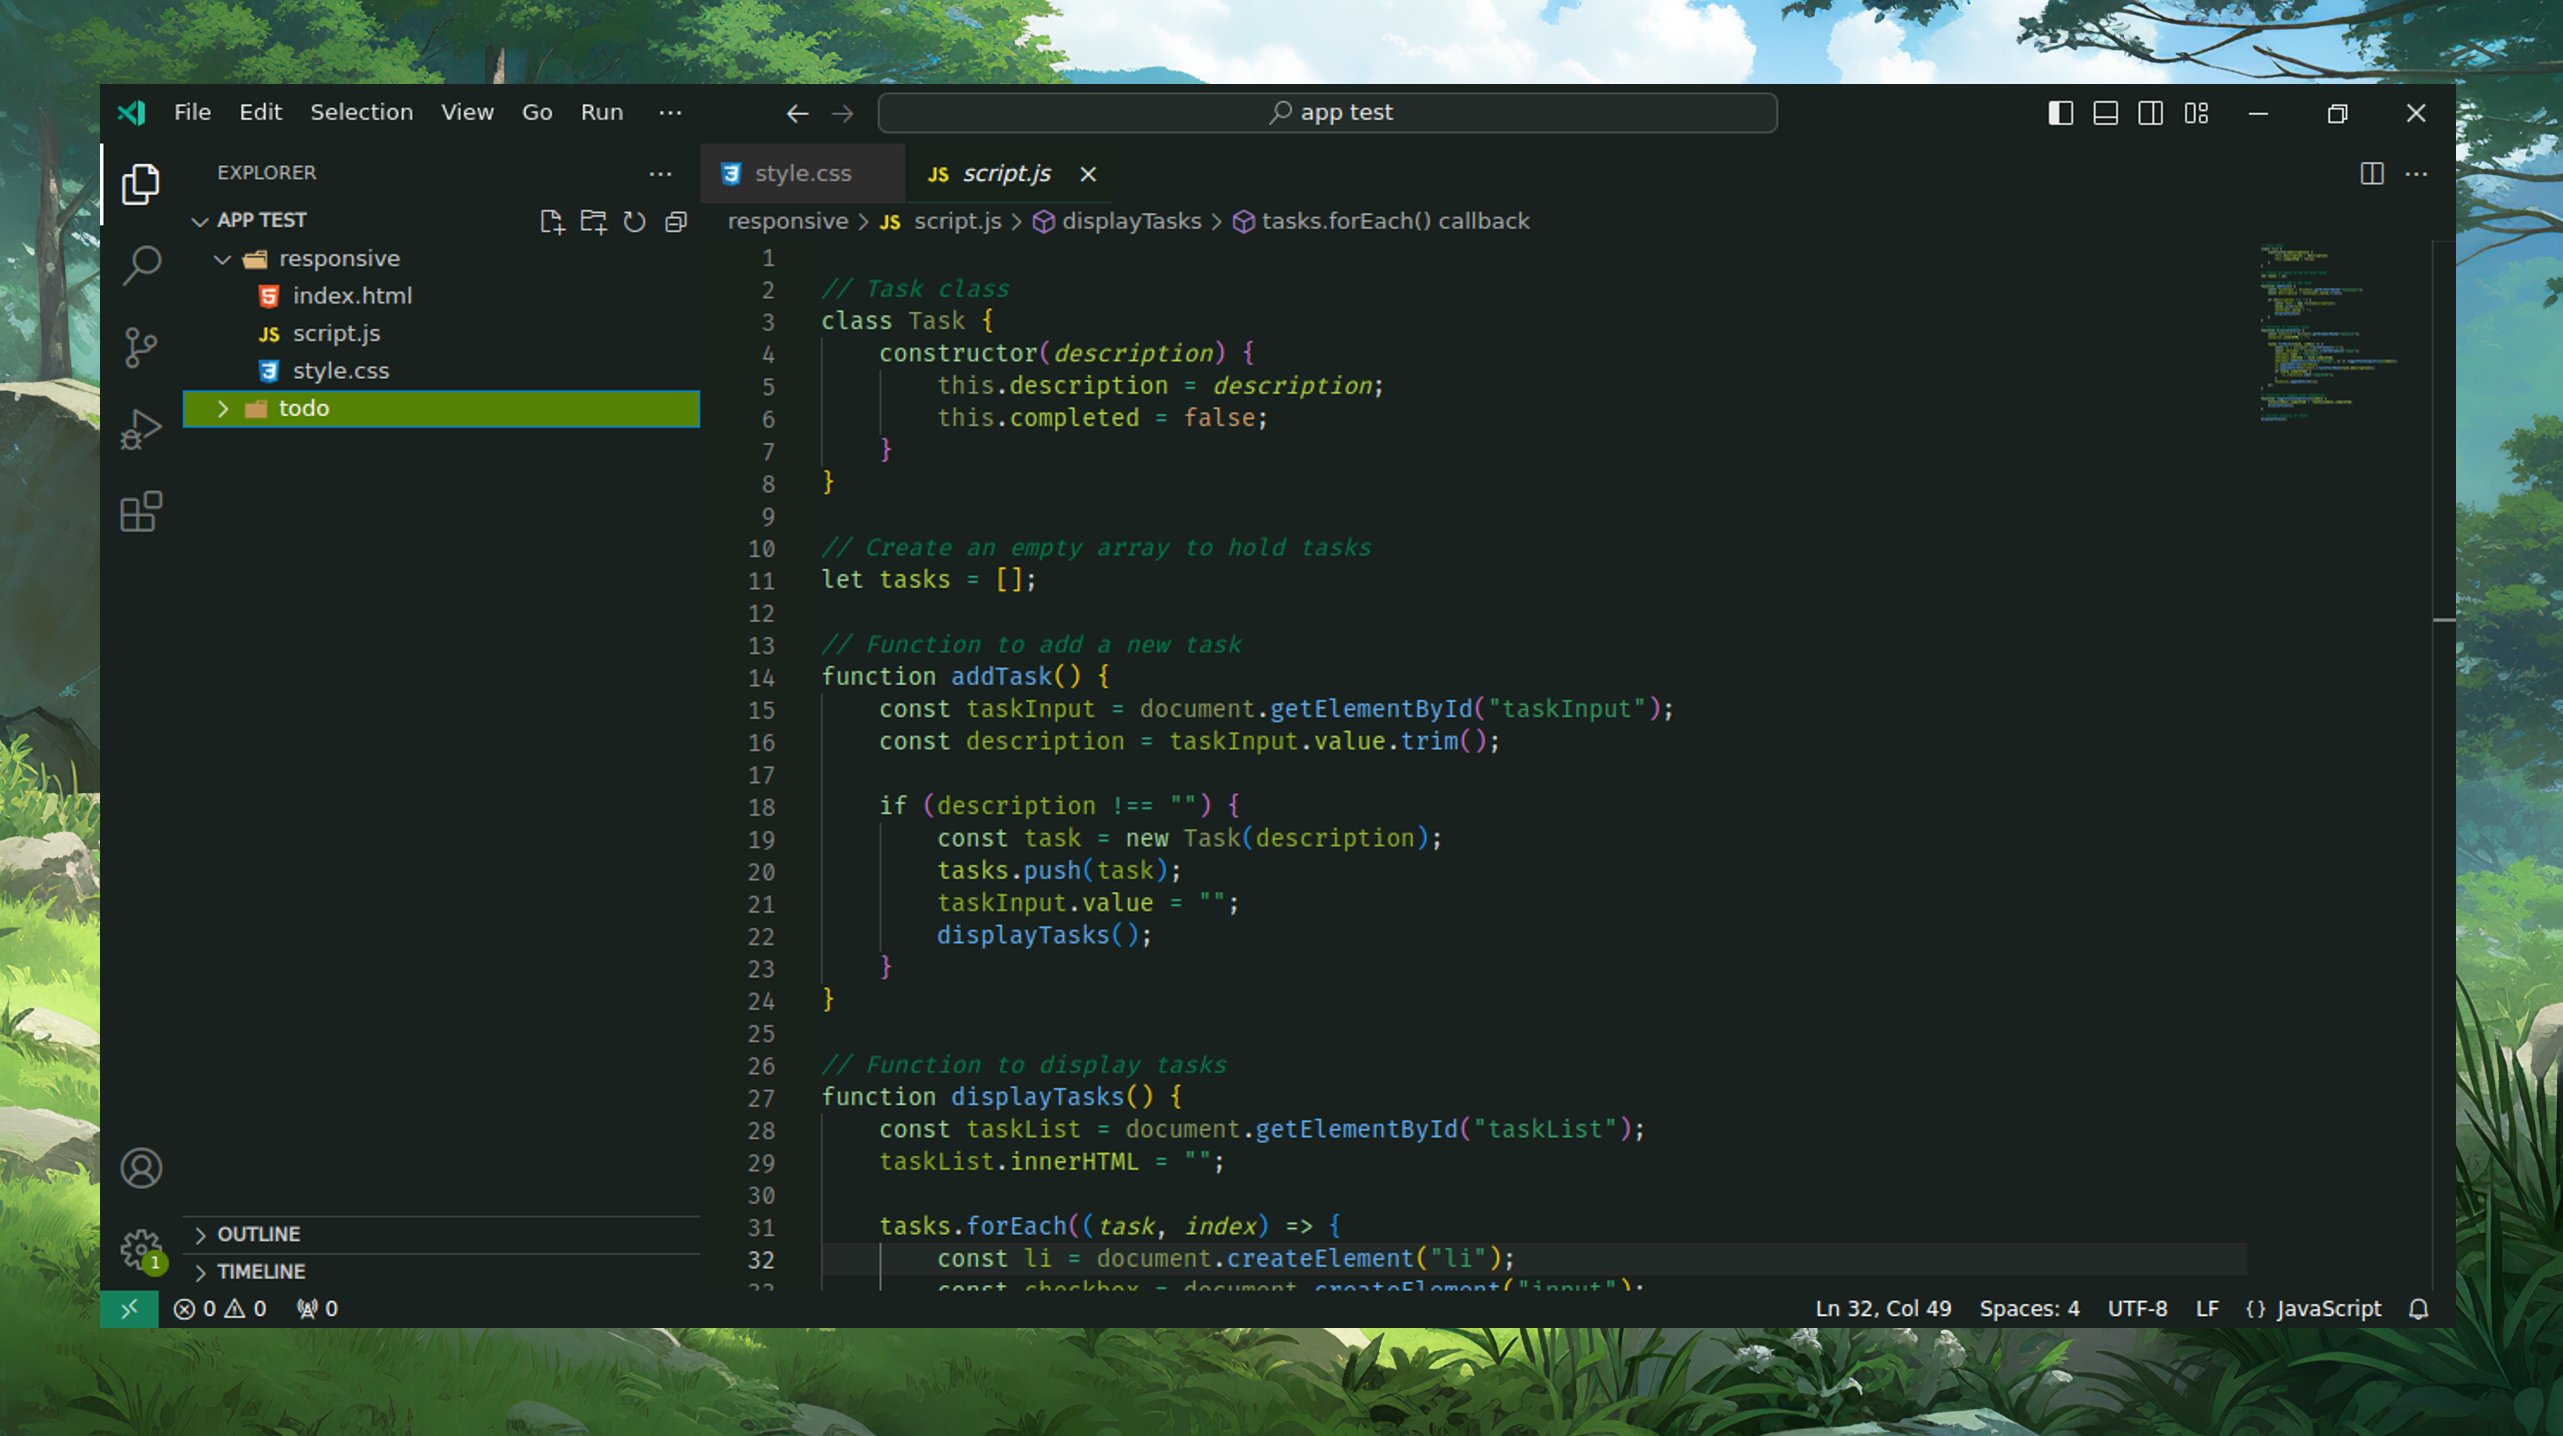 File Edit Selection View Go Run ···
app test
EXPLORER ···
APP TEST
responsive
index.html
JS script.js
style.css
todo
OUTLINE
TIMELINE
1
style.css
JS script.js
responsive > JS script.js > displayTasks > tasks.forEach() callback
1
2 // Task class
3 class Task {
4     constructor(description) {
5         this.description = description;
6         this.completed = false;
7     }
8 }
9
10 // Create an empty array to hold tasks
11 let tasks = [];
12
13 // Function to add a new task
14 function addTask() {
15     const taskInput = document.getElementById("taskInput");
16     const description = taskInput.value.trim();
17
18     if (description !== "") {
19         const task = new Task(description);
20         tasks.push(task);
21         taskInput.value = "";
22         displayTasks();
23     }
24 }
25
26 // Function to display tasks
27 function displayTasks() {
28     const taskList = document.getElementById("taskList");
29     taskList.innerHTML = "";
30
31     tasks.forEach((task, index) => {
32         const li = document.createElement("li");
33         const checkbox = document.createElement("input");
0 0 0
Ln 32, Col 49 Spaces: 4 UTF-8 LF {} JavaScript